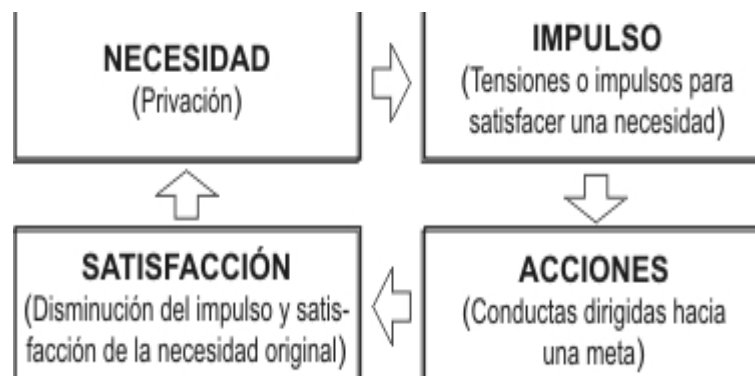 NECESIDAD
(Privación)
IMPULSO
(Tensiones o impulsos para
satisfacer una necesidad)
SATISFACCIÓN
(Disminución del impulso y satis-
facción de la necesidad original)
ACCIONES
(Conductas dirigidas hacia
una meta)